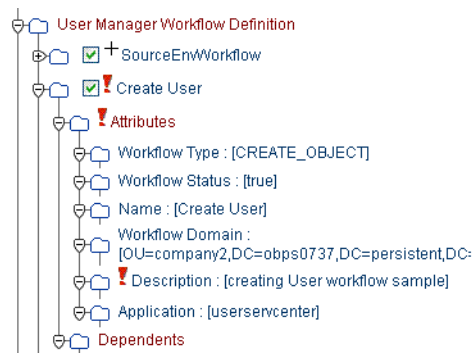 User Manager Workflow Definition
SourceEnvWorkflow
Create User
Attributes
Workflow Type : [CREATE_OBJECT]
Workflow Status : [true]
Name : [Create User]
Workflow Domain :
[OU=company2,DC=obps0737,DC=persistent,DC=
Description : [creating User workflow sample]
Application : [userservcenter]
Dependents